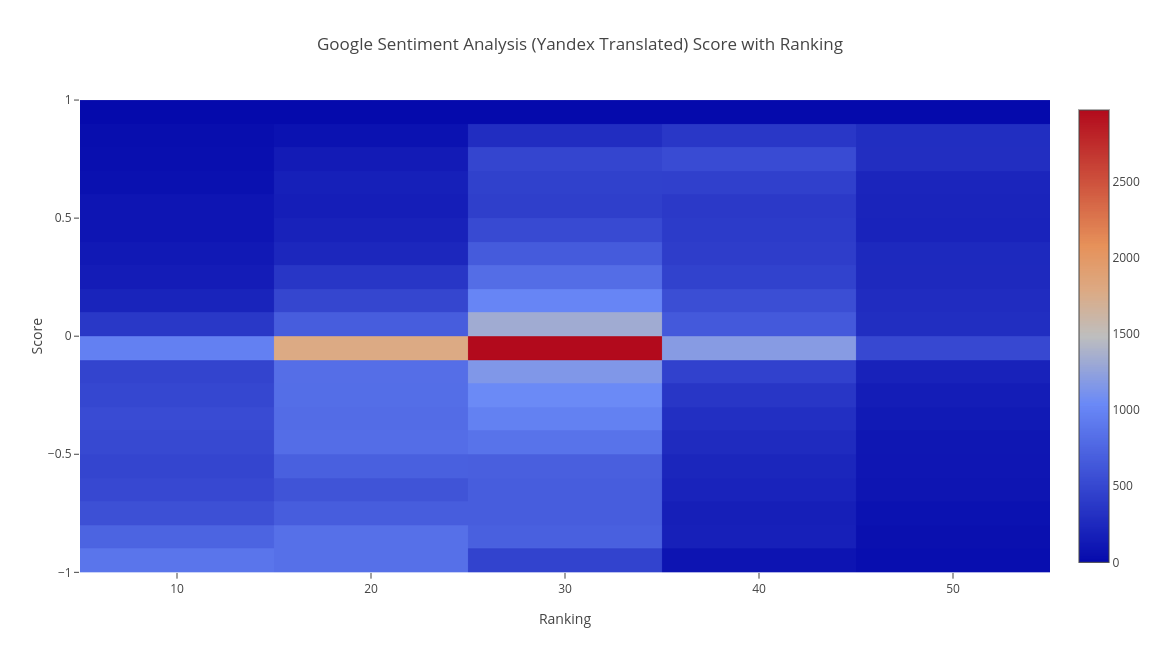 Google Sentiment Analysis (Yandex Translated) Score with Ranking
1
0.5
0
−0.5
−1
Score
10 20 30 40 50
Ranking
2500
2000
1500
1000
500
0